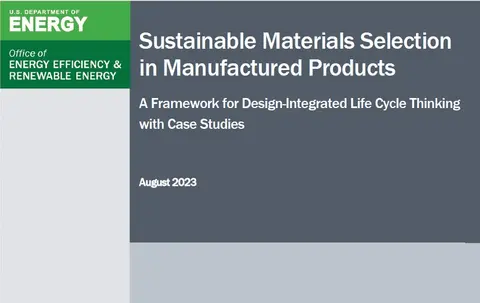 U.S. DEPARTMENT OF
ENERGY
Office of
ENERGY EFFICIENCY &
RENEWABLE ENERGY
Sustainable Materials Selection
in Manufactured Products
A Framework for Design-Integrated Life Cycle Thinking
with Case Studies
August 2023